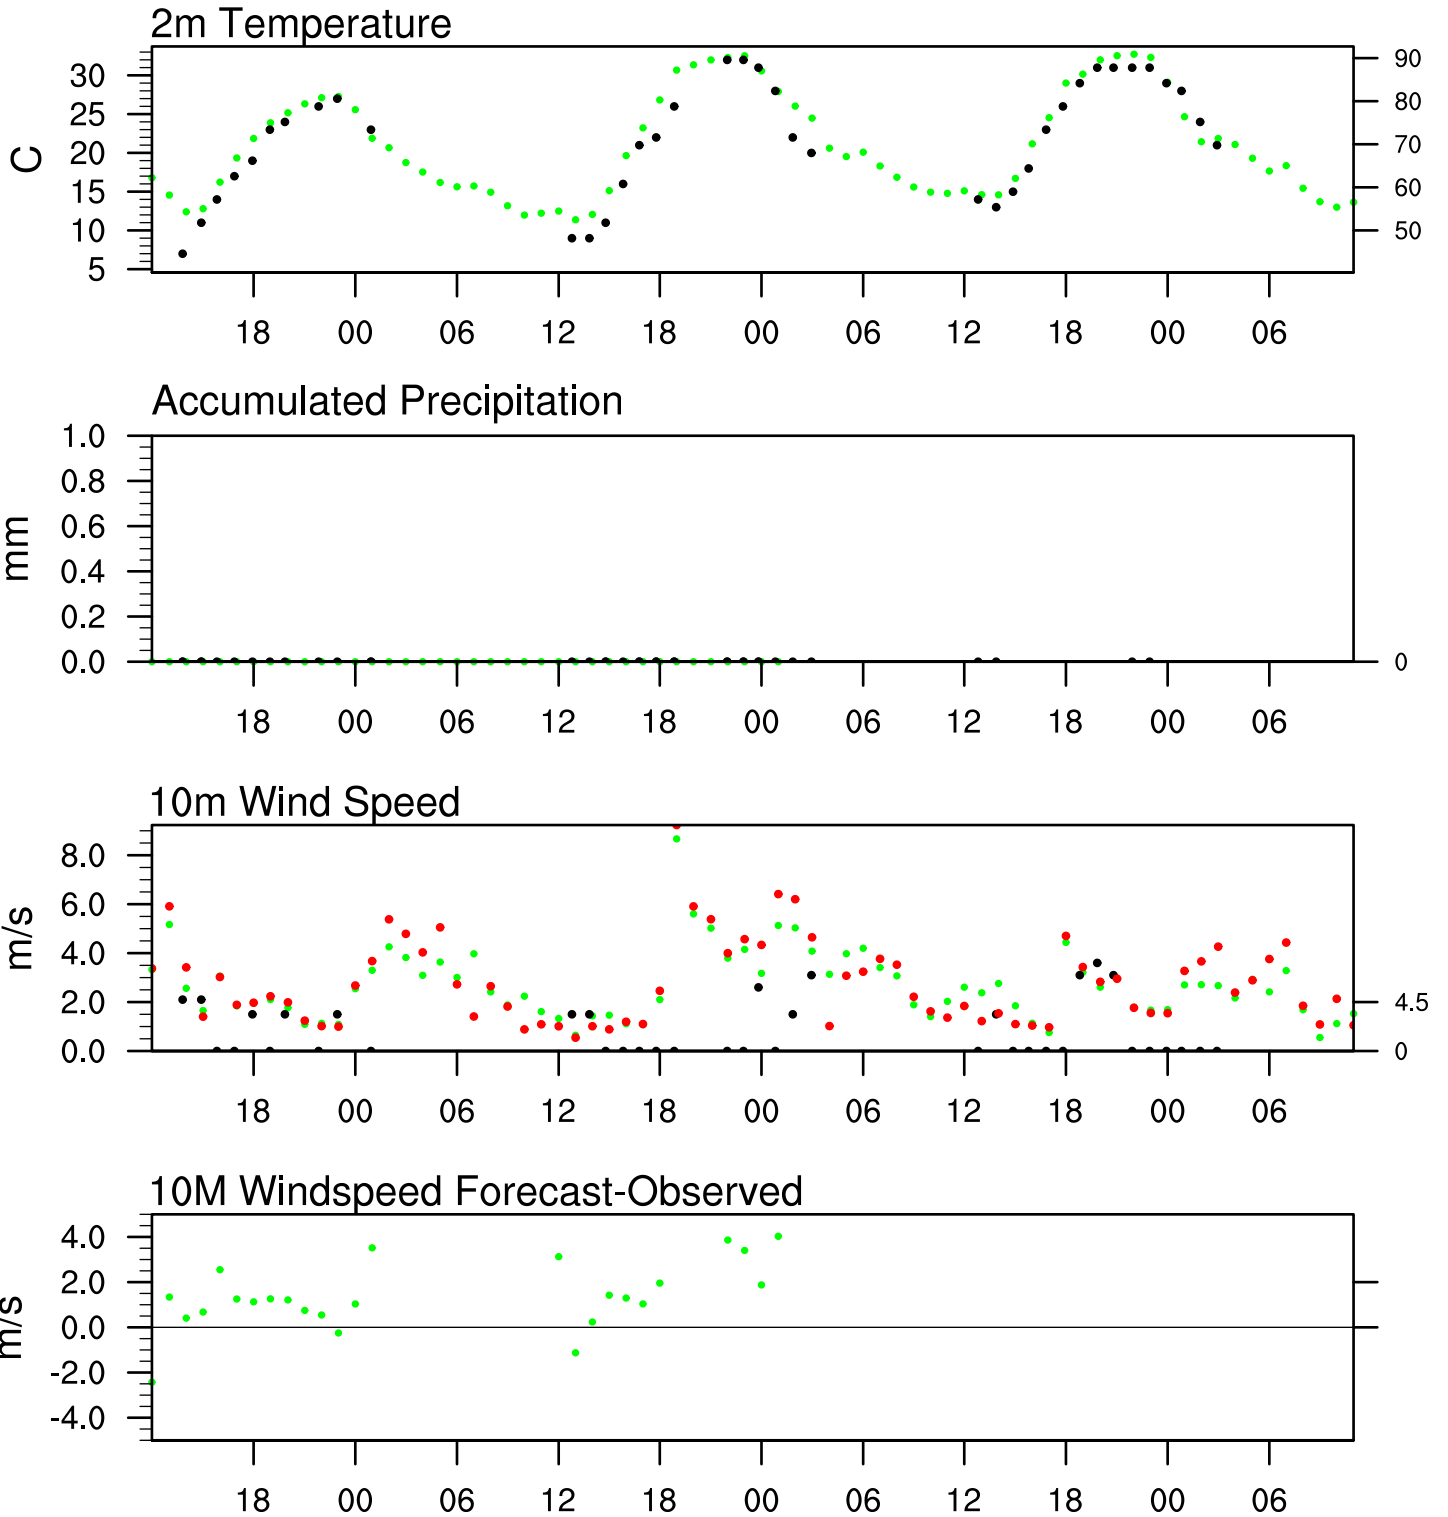 2m Temperature
30
25
20
15
10
5
C
90
80
70
60
50
18 00 06 12 18 00 06 12 18 00 06
Accumulated Precipitation
1.0
0.8
0.6
0.4
0.2
0.0
mm
0
18 00 06 12 18 00 06 12 18 00 06
10m Wind Speed
8.0
6.0
4.0
2.0
0.0
m/s
4.5
0
18 00 06 12 18 00 06 12 18 00 06
10M Windspeed Forecast-Observed
4.0
2.0
0.0
-2.0
-4.0
m/s
18 00 06 12 18 00 06 12 18 00 06